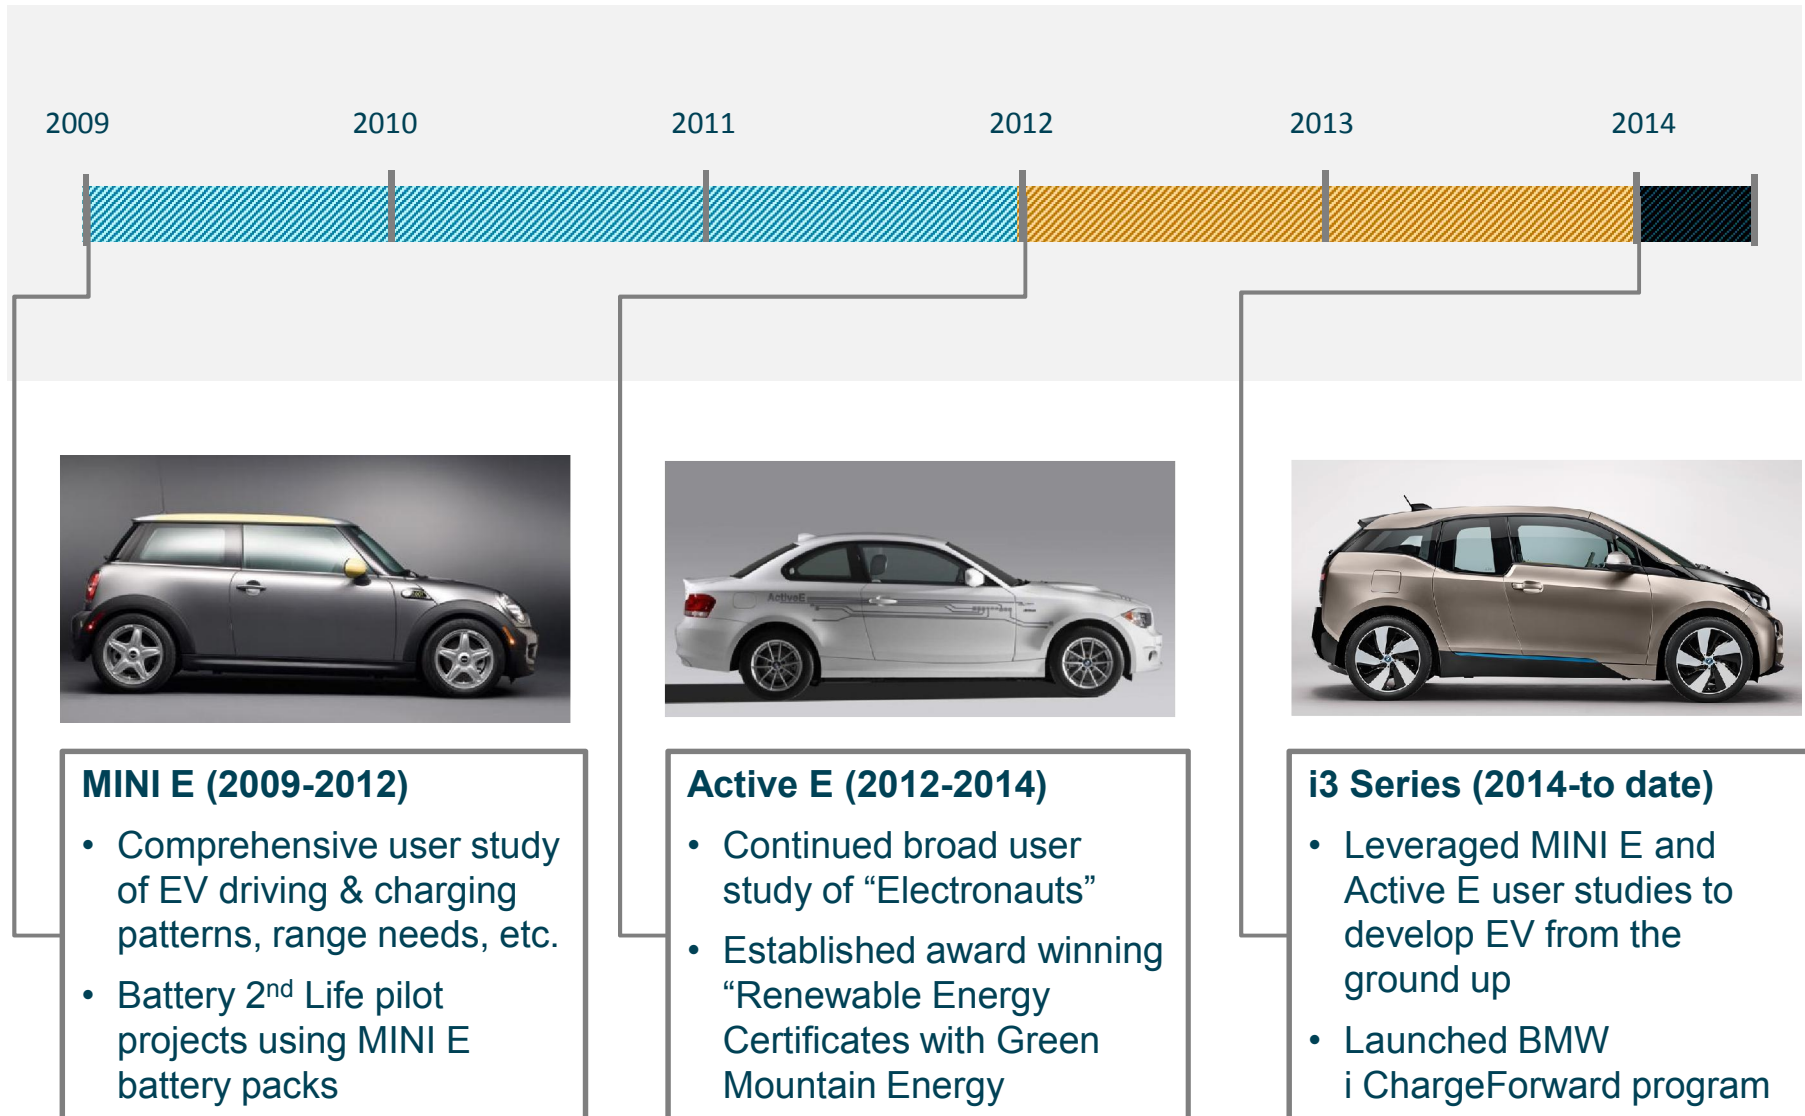 2009
2010
2011
2012
2013
2014
ActiveE
MINI E (2009-2012)
• Comprehensive user study
of EV driving & charging
patterns, range needs, etc.
• Battery 2nd Life pilot
projects using MINI E
battery packs
Active E (2012-2014)
• Continued broad user
study of “Electronauts”
• Established award winning
“Renewable Energy
Certificates with Green
Mountain Energy
i3 Series (2014-to date)
• Leveraged MINI E and
Active E user studies to
develop EV from the
ground up
• Launched BMW
i ChargeForward program